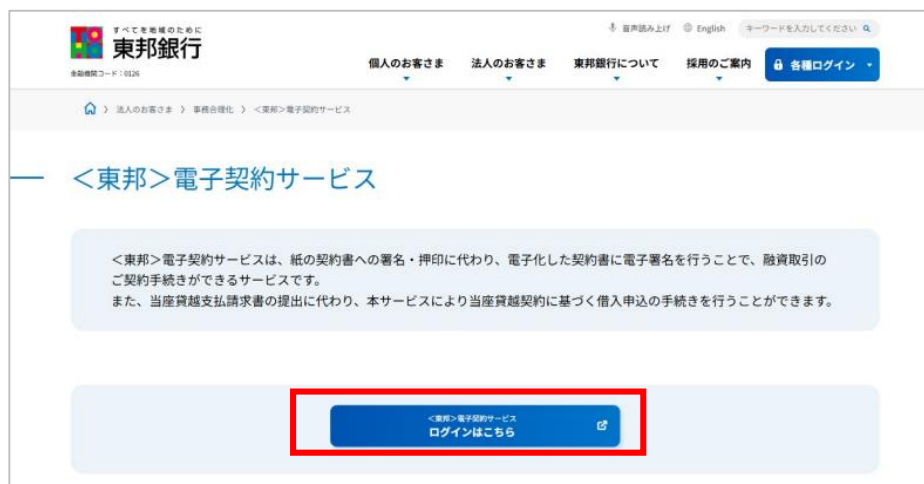 すべてを地域のために
東邦銀行
金融機関コード:0126
音声読み上げ English キーワードを入力してください
個人のお客さま 法人のお客さま 東邦銀行について 採用のご案内 各種ログイン
法人のお客さま 〉 事務合理化 〉 <東邦>電子契約サービス
<東邦>電子契約サービス
<東邦>電子契約サービスは、紙の契約書への署名・押印に代わり、電子化した契約書に電子署名を行うことで、融資取引の
ご契約手続きができるサービスです。
また、当座貸越支払請求書の提出に代わり、本サービスにより当座貸越契約に基づく借入申込の手続きを行うことができます。
<東邦>電子契約サービス
ログインはこちら